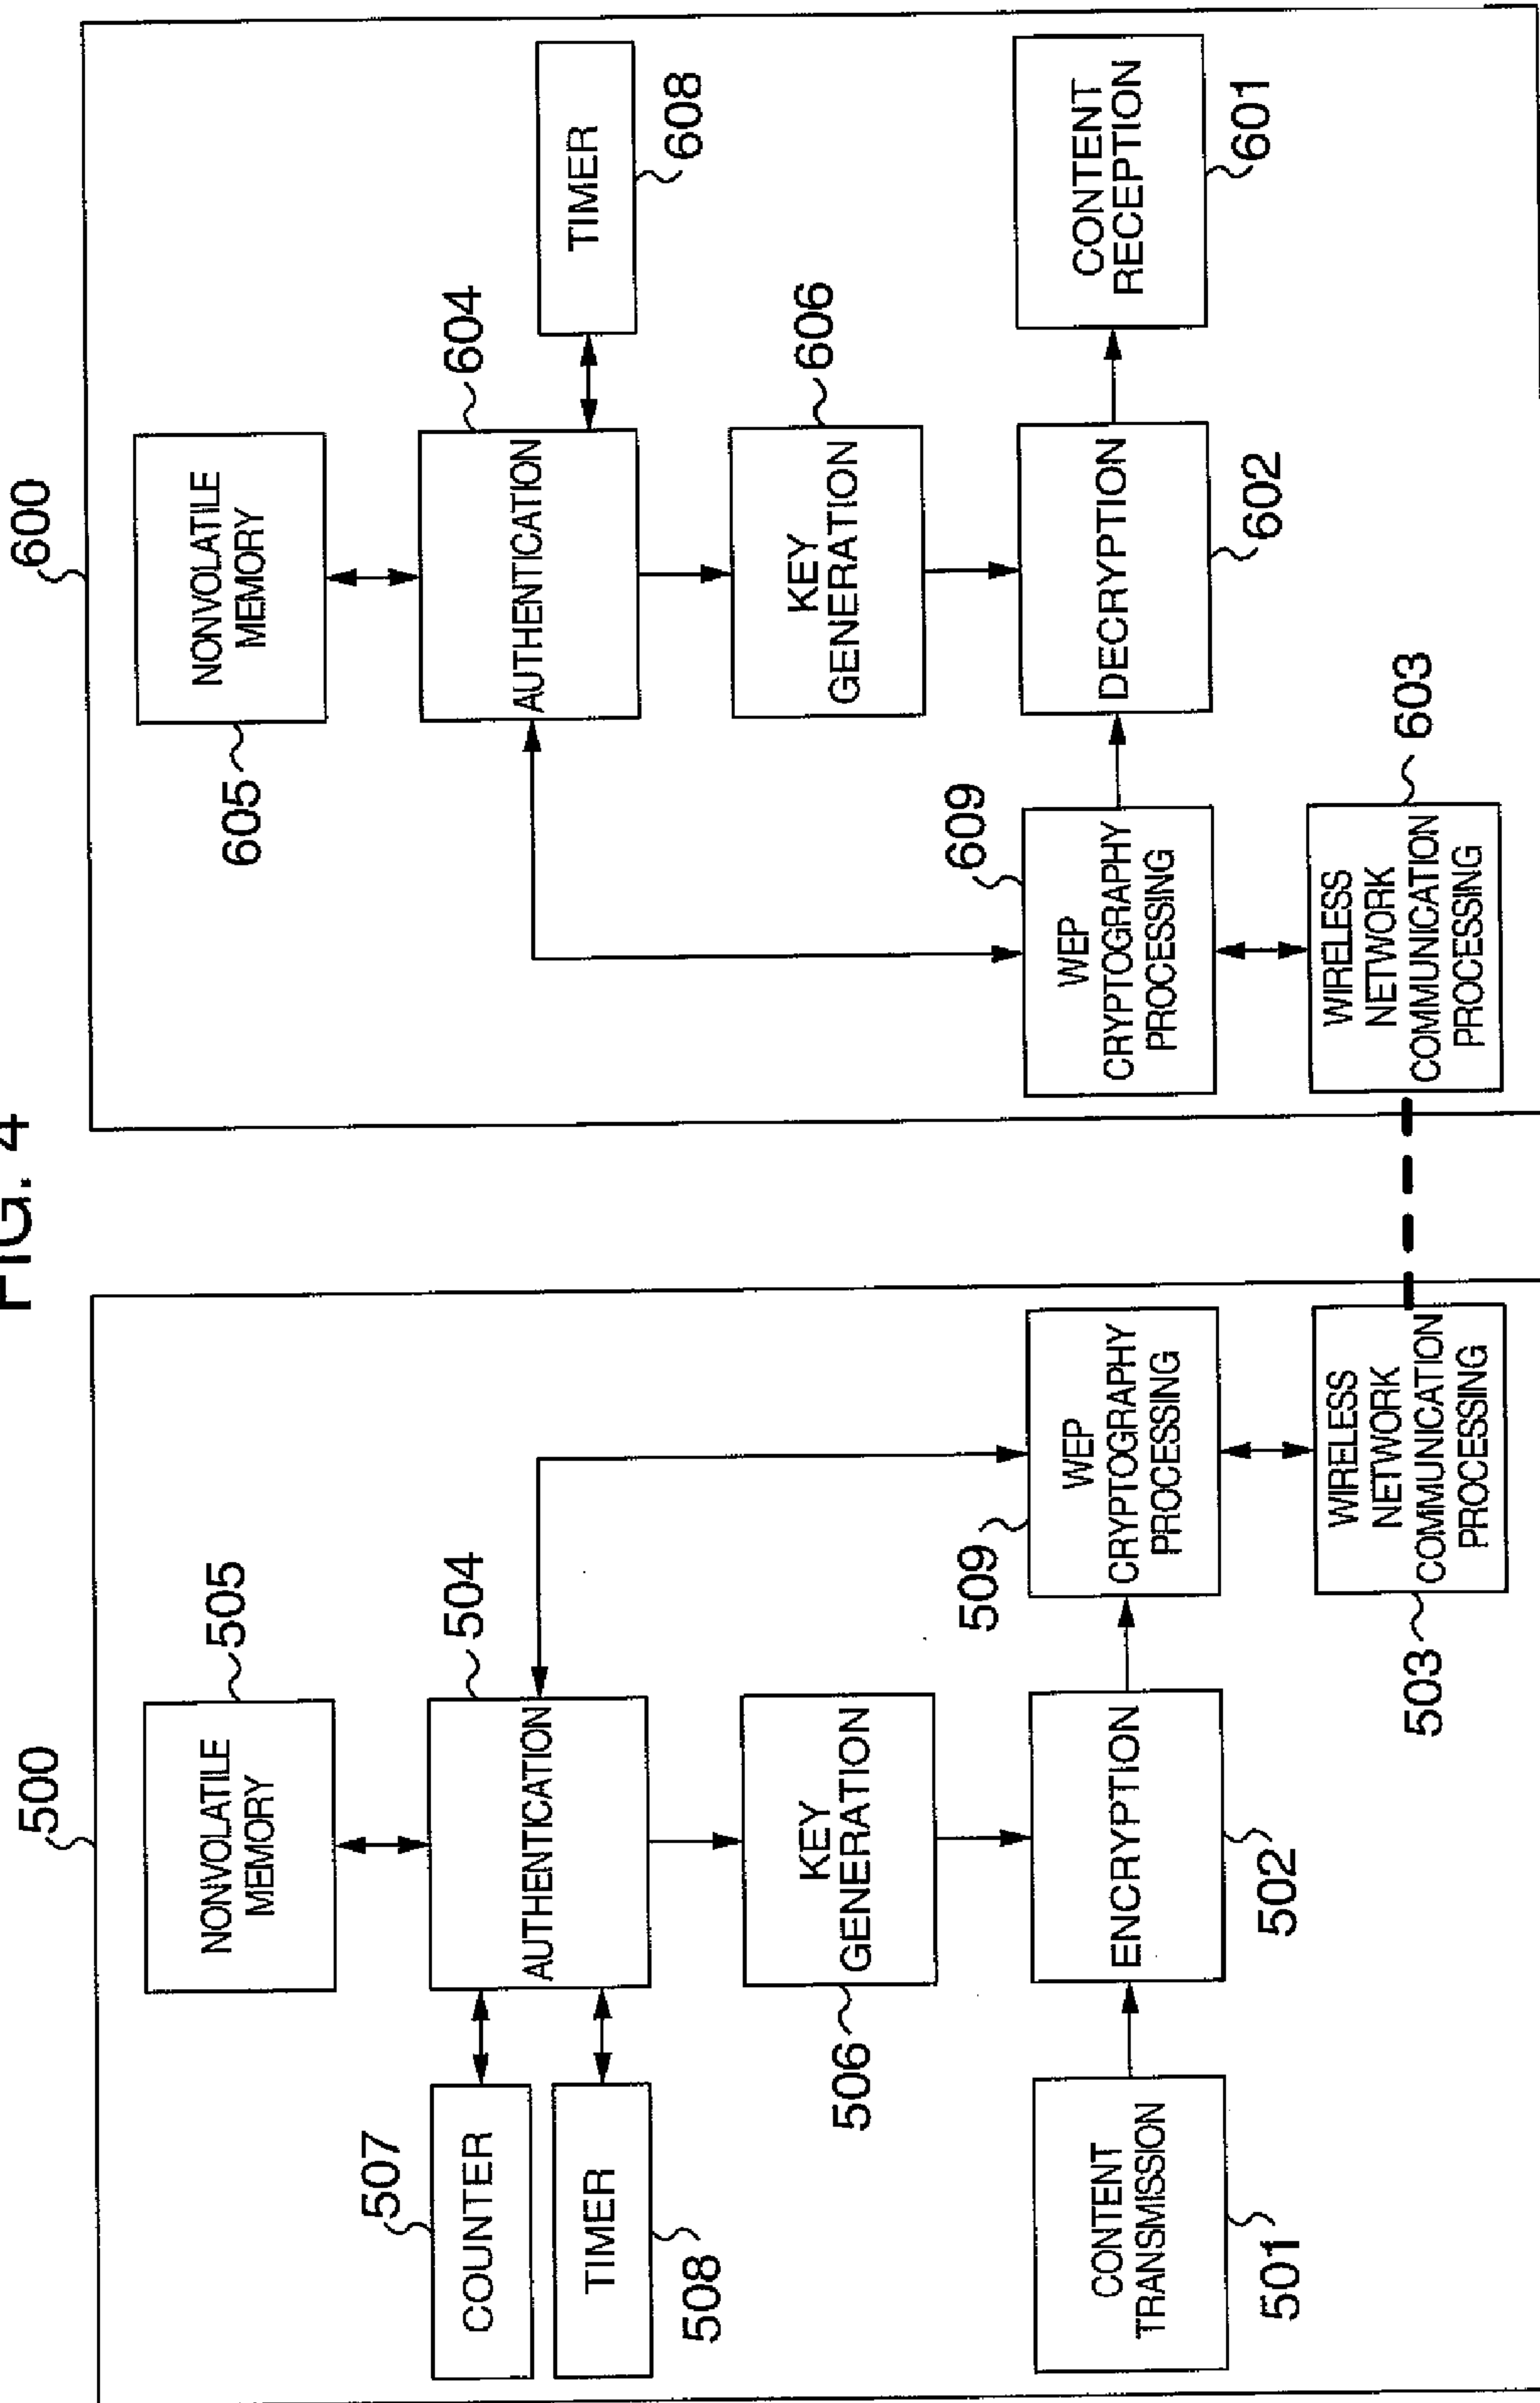 FIG. 4
500
NONVOLATILE
MEMORY
505
507
COUNTER
TIMER
508
AUTHENTICATION
504
KEY
GENERATION
506
CONTENT
TRANSMISSION
501
ENCRYPTION
502
WEP
CRYPTOGRAPHY
PROCESSING
509
WIRELESS
NETWORK
COMMUNICATION
PROCESSING
503
600
NONVOLATILE
MEMORY
605
AUTHENTICATION
604
TIMER
608
KEY
GENERATION
606
WEP
CRYPTOGRAPHY
PROCESSING
609
DECRYPTION
602
CONTENT
RECEPTION
601
WIRELESS
NETWORK
COMMUNICATION
PROCESSING
603